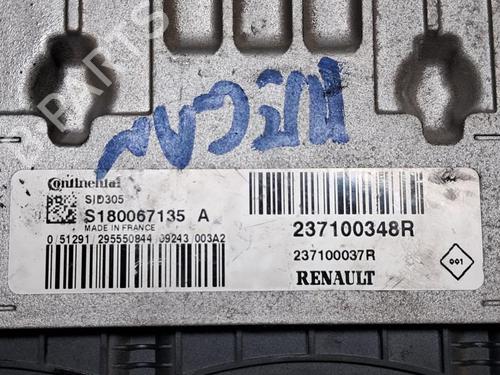 Continental
SID305
S180067135 A
MADE IN FRANCE
0 51291 295550844 09243 003A2
237100348R
237100037R
RENAULT
001